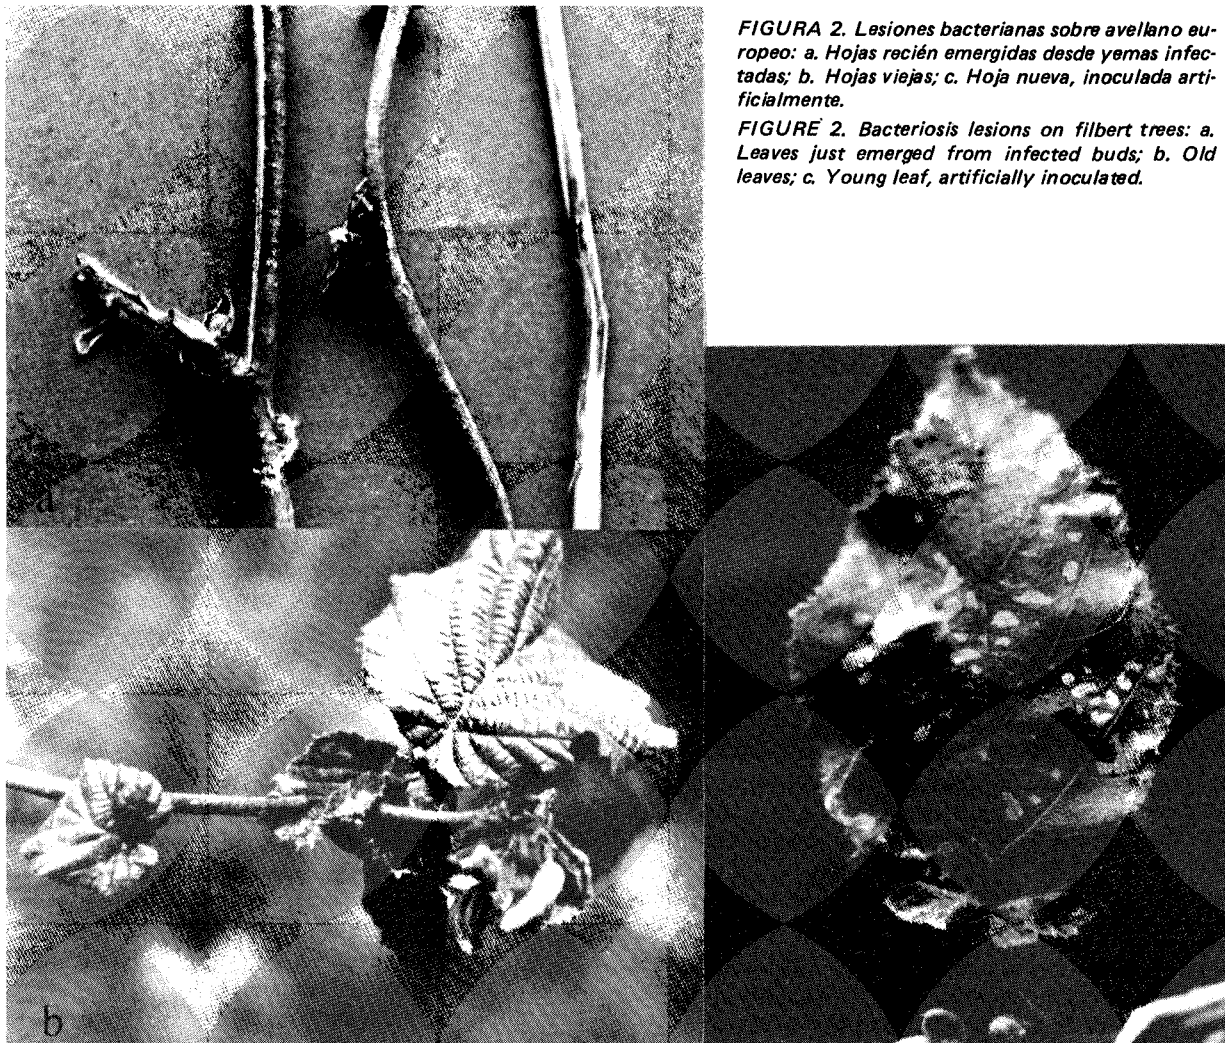 FIGURA 2. Lesiones bacterianas sobre avellano eu-
ropeo: a. Hojas recién emergidas desde yemas infec-
tadas; b. Hojas viejas; c. Hoja nueva, inoculada arti-
ficialmente.
FIGURE 2. Bacteriosis lesions on filbert trees: a.
Leaves just emerged from infected buds; b. Old
leaves; c. Young leaf, artificially inoculated.
a
b